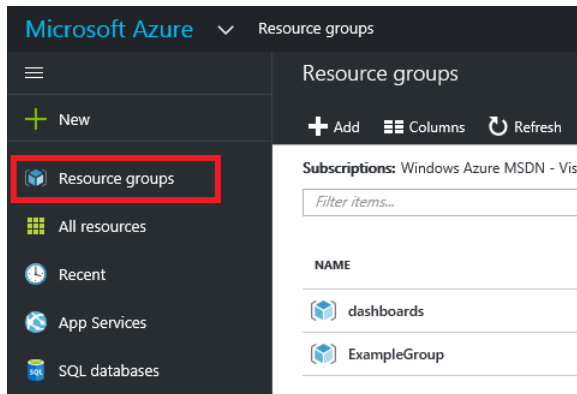 Microsoft Azure Resource groups
Resource groups
New
Add Columns Refresh
Resource groups
Subscriptions: Windows Azure MSDN - Vis
Filter items...
All resources
NAME
Recent
dashboards
App Services
ExampleGroup
SQL databases